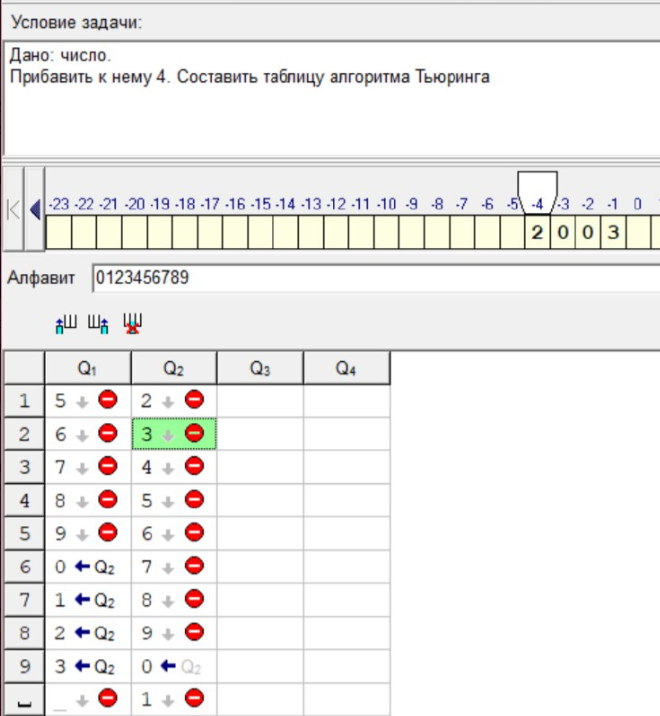 Условие задачи:
Дано: число.
Прибавить к нему 4. Составить таблицу алгоритма Тьюринга
-23 -22 -21 -20 -19 -18 -17 -16 -15 -14 -13 -12 -11 -10 -9 -8 -7 -6 -5 -4 -3 -2 -1 0
2 0 0 3
Алфавит 0123456789
Q1 Q2 Q3 Q4
1 5 ↓ 2 ↓
2 6 ↓ 3 ↓
3 7 ↓ 4 ↓
4 8 ↓ 5 ↓
5 9 ↓ 6 ↓
6 0 ← Q2 7 ↓
7 1 ← Q2 8 ↓
8 2 ← Q2 9 ↓
9 3 ← Q2 0 ← Q2
␣ _ ↓ 1 ↓